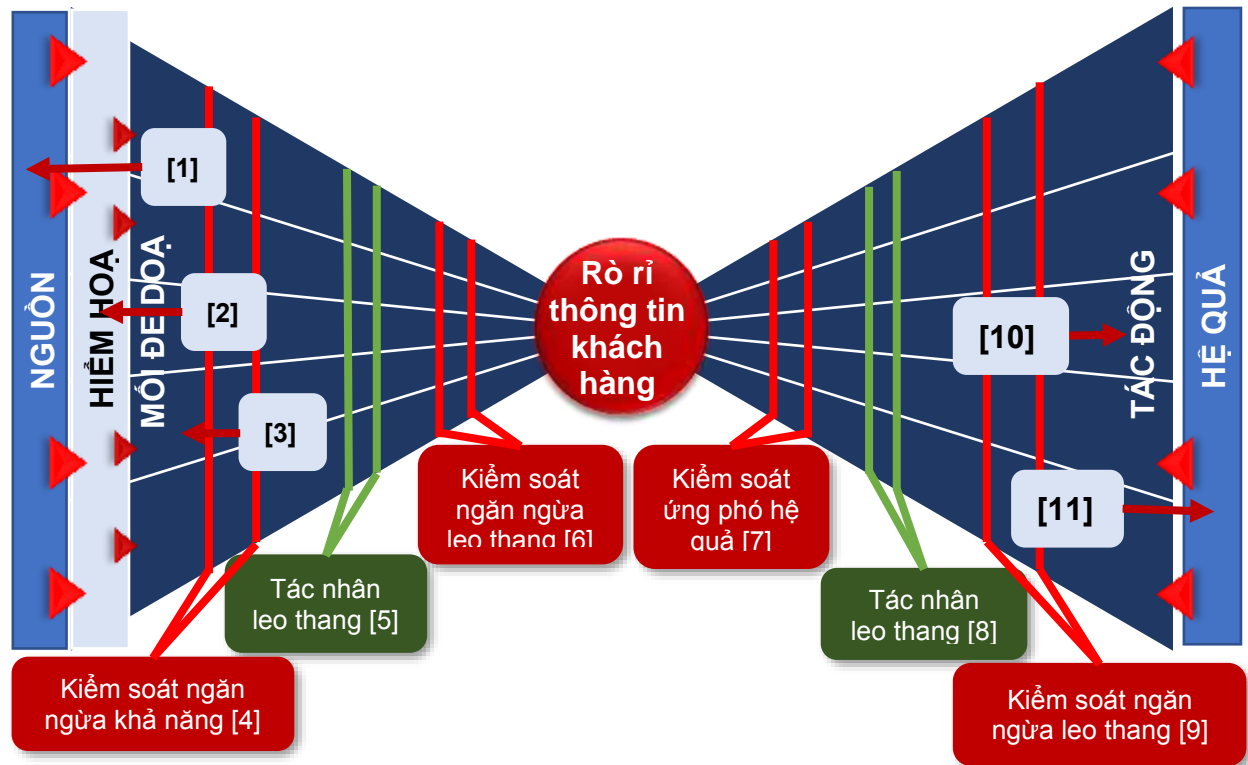 NGUỒN
HIỂM HOẠ
MỐI ĐE DOẠ
[1]
[2]
[3]
Rò rỉ
thông tin
khách
hàng
[10]
[11]
TÁC ĐỘNG
HỆ QUẢ
Kiểm soát
ngăn ngừa
leo thang [6]
Kiểm soát
ứng phó hệ
quả [7]
Tác nhân
leo thang [5]
Tác nhân
leo thang [8]
Kiểm soát ngăn
ngừa khả năng [4]
Kiểm soát ngăn
ngừa leo thang [9]